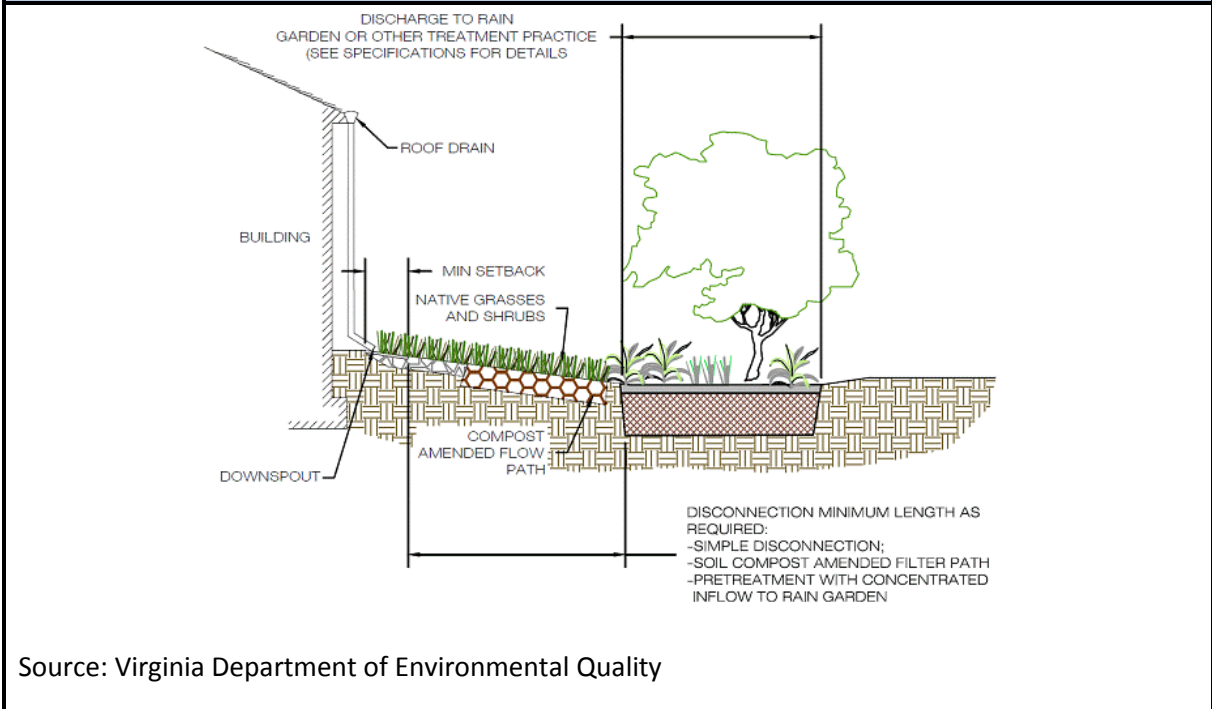 DISCHARGE TO RAIN
GARDEN OR OTHER TREATMENT PRACTICE
(SEE SPECIFICATIONS FOR DETAILS
ROOF DRAIN
BUILDING
MIN SETBACK
NATIVE GRASSES
AND SHRUBS
COMPOST
AMENDED FLOW
PATH
DOWNSPOUT
DISCONNECTION MINIMUM LENGTH AS
REQUIRED:
-SIMPLE DISCONNECTION;
-SOIL COMPOST AMENDED FILTER PATH
-PRETREATMENT WITH CONCENTRATED
INFLOW TO RAIN GARDEN
Source: Virginia Department of Environmental Quality